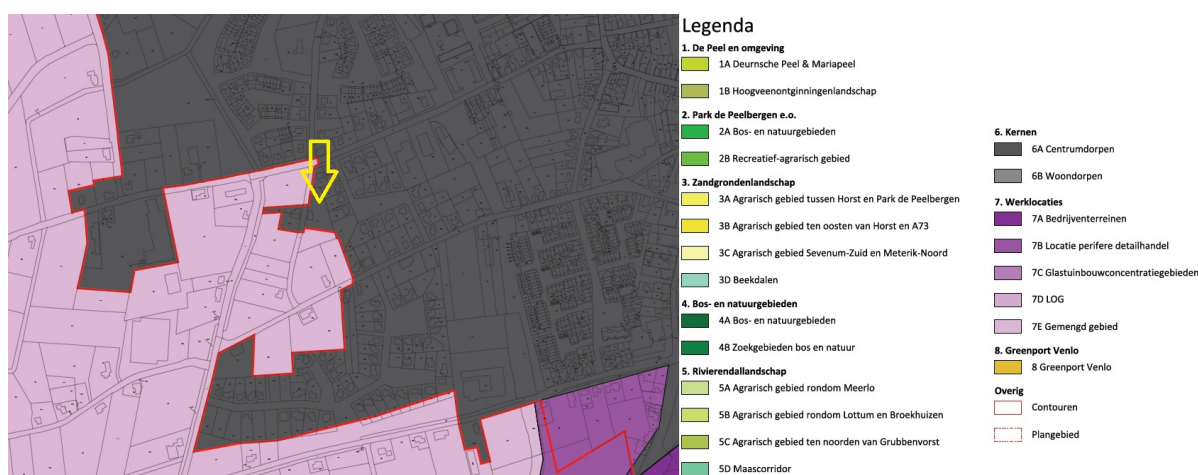 Legenda
1. De Peel en omgeving
1A Deurnsche Peel & Mariapeel
1B Hoogveenontginningenlandschap
2. Park de Peelbergen e.o.
2A Bos- en natuurgebieden
2B Recreatief-agrarisch gebied
3. Zandgrondenlandschap
3A Agrarisch gebied tussen Horst en Park de Peelbergen
3B Agrarisch gebied ten oosten van Horst en A73
3C Agrarisch gebied Sevenum-Zuid en Meterik-Noord
3D Beekdalen
4. Bos- en natuurgebieden
4A Bos- en natuurgebieden
4B Zoekgebieden bos en natuur
5. Rivierendallandschap
5A Agrarisch gebied rondom Meerlo
5B Agrarisch gebied rondom Lottum en Broekhuizen
5C Agrarisch gebied ten noorden van Grubbenvorst
5D Maascorridor
6. Kernen
6A Centrumdorpen
6B Woondorpen
7. Werklocaties
7A Bedrijventerreinen
7B Locatie perifere detailhandel
7C Glastuinbouwconcentratiegebieden
7D LOG
7E Gemengd gebied
8. Greenport Venlo
8 Greenport Venlo
Overig
Contouren
Plangebied